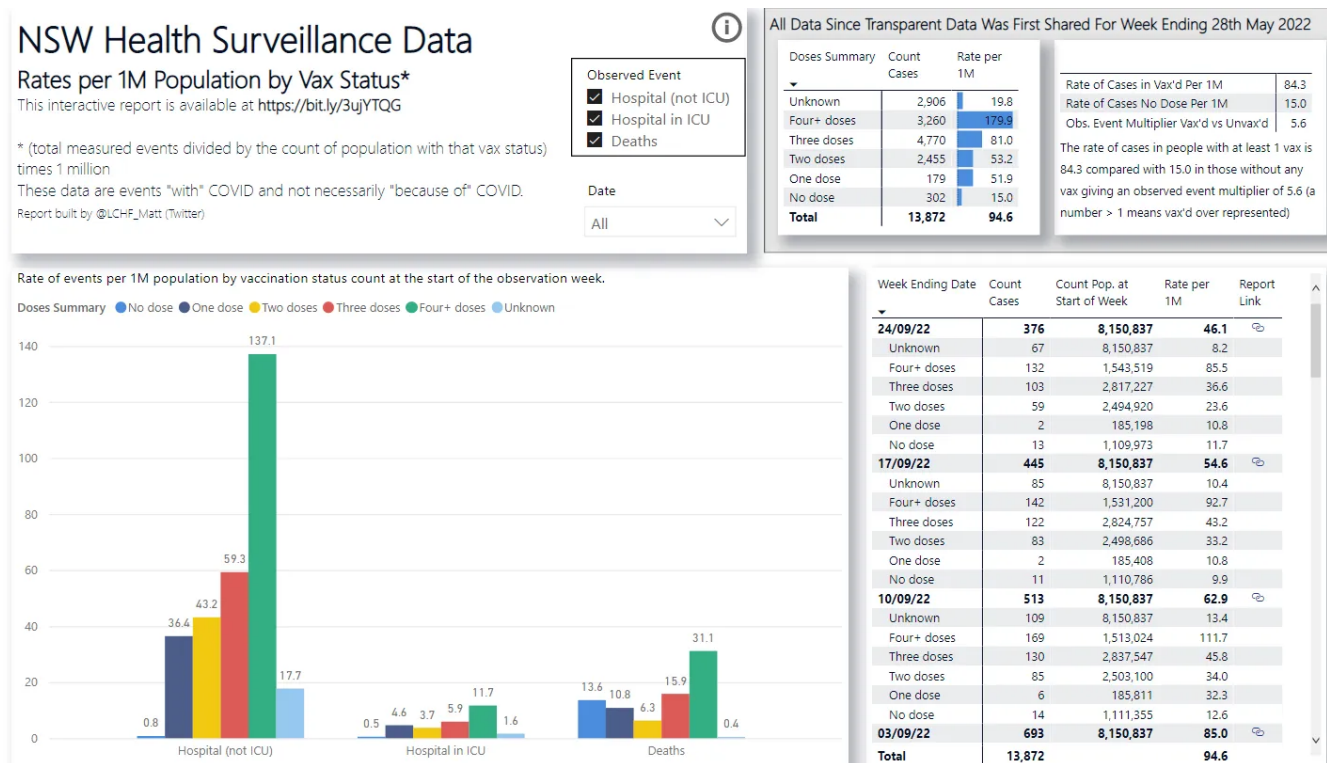 NSW Health Surveillance Data
Rates per 1M Population by Vax Status*
This interactive report is available at https://bit.ly/3ujYTQG
* (total measured events divided by the count of population with that vax status)
times 1 million
These data are events "with" COVID and not necessarily "because of" COVID.
Report built by @LCHF_Matt (Twitter)
Observed Event
Hospital (not ICU)
Hospital in ICU
Deaths
Date
All
All Data Since Transparent Data Was First Shared For Week Ending 28th May 2022
Doses Summary Count Cases Rate per 1M
Unknown 2,906 19.8
Four+ doses 3,260 179.9
Three doses 4,770 81.0
Two doses 2,455 53.2
One dose 179 51.9
No dose 302 15.0
Total 13,872 94.6
Rate of Cases in Vax'd Per 1M 84.3
Rate of Cases No Dose Per 1M 15.0
Obs. Event Multiplier Vax'd vs Unvax'd 5.6
The rate of cases in people with at least 1 vax is
84.3 compared with 15.0 in those without any
vax giving an observed event multiplier of 5.6 (a
number > 1 means vax'd over represented)
Rate of events per 1M population by vaccination status count at the start of the observation week.
Doses Summary No dose One dose Two doses Three doses Four+ doses Unknown
140
120
100
80
60
40
20
0
0.8 36.4 43.2 59.3 137.1 17.7
0.5 4.6 3.7 5.9 11.7 1.6
13.6 10.8 6.3 15.9 31.1 0.4
Hospital (not ICU) Hospital in ICU Deaths
Week Ending Date Count Cases Count Pop. at Start of Week Rate per 1M Report Link
24/09/22 376 8,150,837 46.1
Unknown 67 8,150,837 8.2
Four+ doses 132 1,543,519 85.5
Three doses 103 2,817,227 36.6
Two doses 59 2,494,920 23.6
One dose 2 185,198 10.8
No dose 13 1,109,973 11.7
17/09/22 445 8,150,837 54.6
Unknown 85 8,150,837 10.4
Four+ doses 142 1,531,200 92.7
Three doses 122 2,824,757 43.2
Two doses 83 2,498,686 33.2
One dose 2 185,408 10.8
No dose 11 1,110,786 9.9
10/09/22 513 8,150,837 62.9
Unknown 109 8,150,837 13.4
Four+ doses 169 1,513,024 111.7
Three doses 130 2,837,547 45.8
Two doses 85 2,503,100 34.0
One dose 6 185,811 32.3
No dose 14 1,111,355 12.6
03/09/22 693 8,150,837 85.0
Total 13,872 94.6